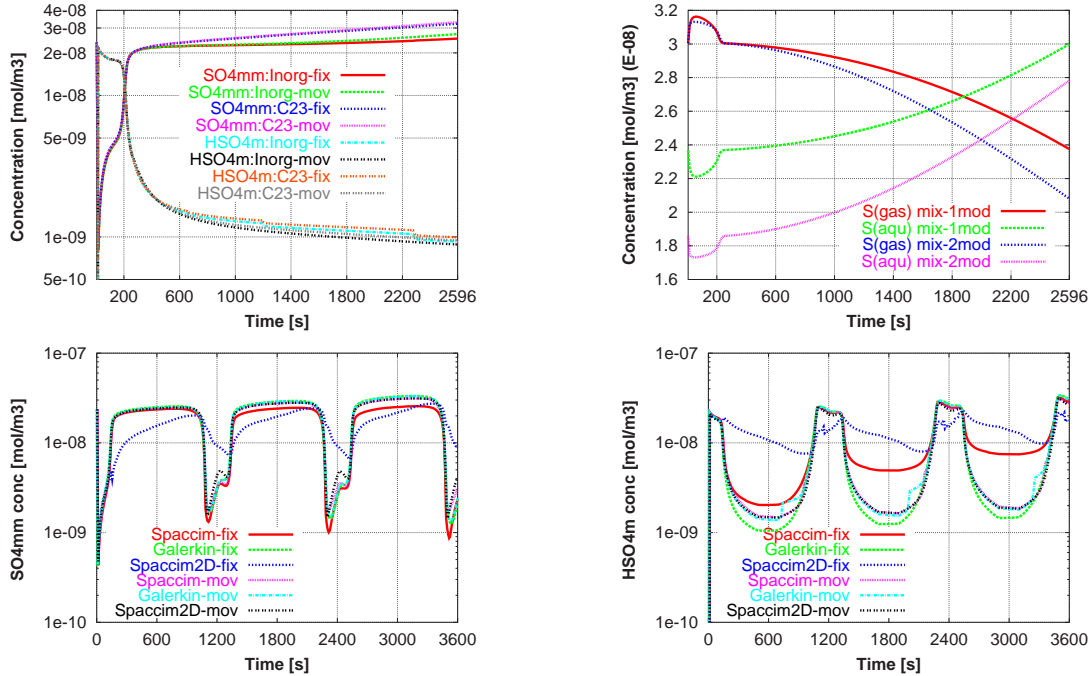 4e-08
3e-08
2e-08
1e-08
5e-09
1e-09
5e-10
Concentration [mol/m3]
SO4mm:Inorg-fix
SO4mm:Inorg-mov
SO4mm:C23-fix
SO4mm:C23-mov
HSO4m:Inorg-fix
HSO4m:Inorg-mov
HSO4m:C23-fix
HSO4m:C23-mov
0 200 600 1000 1400 1800 2200 2596
Time [s]
3.2
3
2.8
2.6
2.4
2.2
2
1.8
1.6
Concentration [mol/m3] (E-08)
S(gas) mix-1mod
S(aqu) mix-1mod
S(gas) mix-2mod
S(aqu) mix-2mod
0 200 600 1000 1400 1800 2200 2596
Time [s]
1e-07
1e-08
1e-09
1e-10
SO4mm conc [mol/m3]
Spaccim-fix
Galerkin-fix
Spaccim2D-fix
Spaccim-mov
Galerkin-mov
Spaccim2D-mov
0 600 1200 1800 2400 3000 3600
Time [s]
1e-07
1e-08
1e-09
1e-10
HSO4m conc [mol/m3]
Spaccim-fix
Galerkin-fix
Spaccim2D-fix
Spaccim-mov
Galerkin-mov
Spaccim2D-mov
0 600 1200 1800 2400 3000 3600
Time [s]